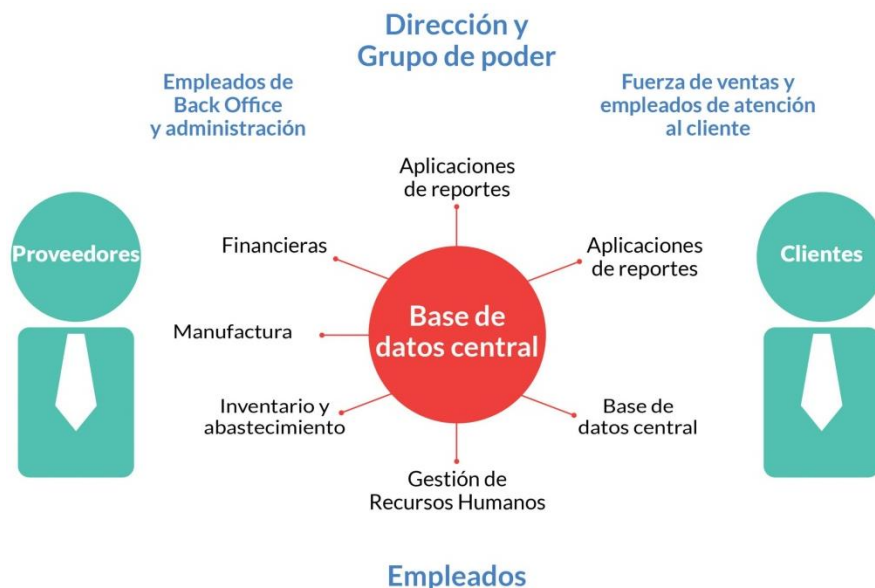 Dirección y
Grupo de poder
Empleados de
Back Office
y administración
Fuerza de ventas y
empleados de atención
al cliente
Aplicaciones
de reportes
Proveedores
Financieras
Aplicaciones
de reportes
Clientes
Base de
datos central
Manufactura
Inventario y
abastecimiento
Base de
datos central
Gestión de
Recursos Humanos
Empleados